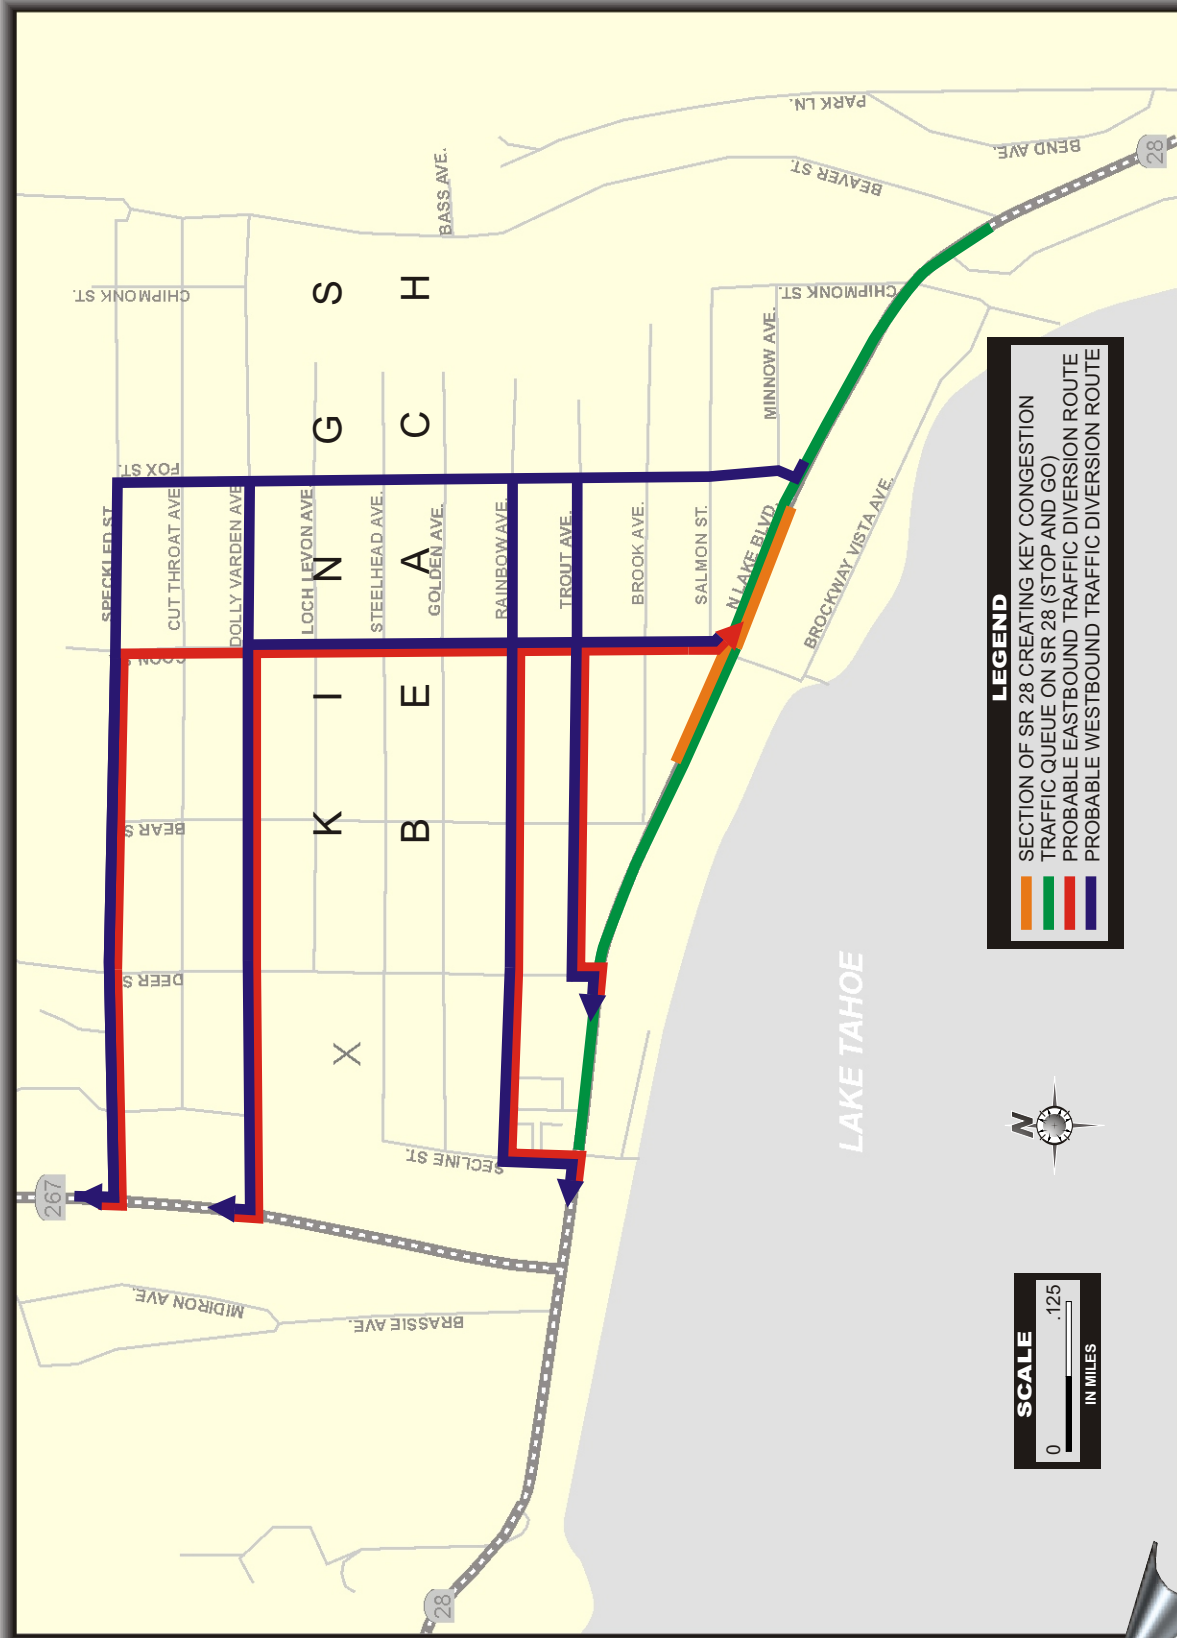 PARK LN.
BEND AVE.
28
BEAVER ST.
BASS AVE.
CHIPMONK ST.
CHIPMONK ST.
MINNOW AVE.
FOX ST.
SPECKLED ST.
CUT THROAT AVE.
DOLLY VARDEN AVE.
LOCH LEVON AVE.
STEELHEAD AVE.
GOLDEN AVE.
RAINBOW AVE.
TROUT AVE.
BROOK AVE.
SALMON ST.
N LAKE BLVD.
BROCKWAY VISTA AVE.
COON S
BEAR S
DEER S
SECLINE ST.
KINGS
BEACH
X
267
MIDIRON AVE.
BRASSIE AVE.
28
LAKE TAHOE
LEGEND
SECTION OF SR 28 CREATING KEY CONGESTION
TRAFFIC QUEUE ON SR 28 (STOP AND GO)
PROBABLE EASTBOUND TRAFFIC DIVERSION ROUTE
PROBABLE WESTBOUND TRAFFIC DIVERSION ROUTE
N
SCALE
0 .125
IN MILES